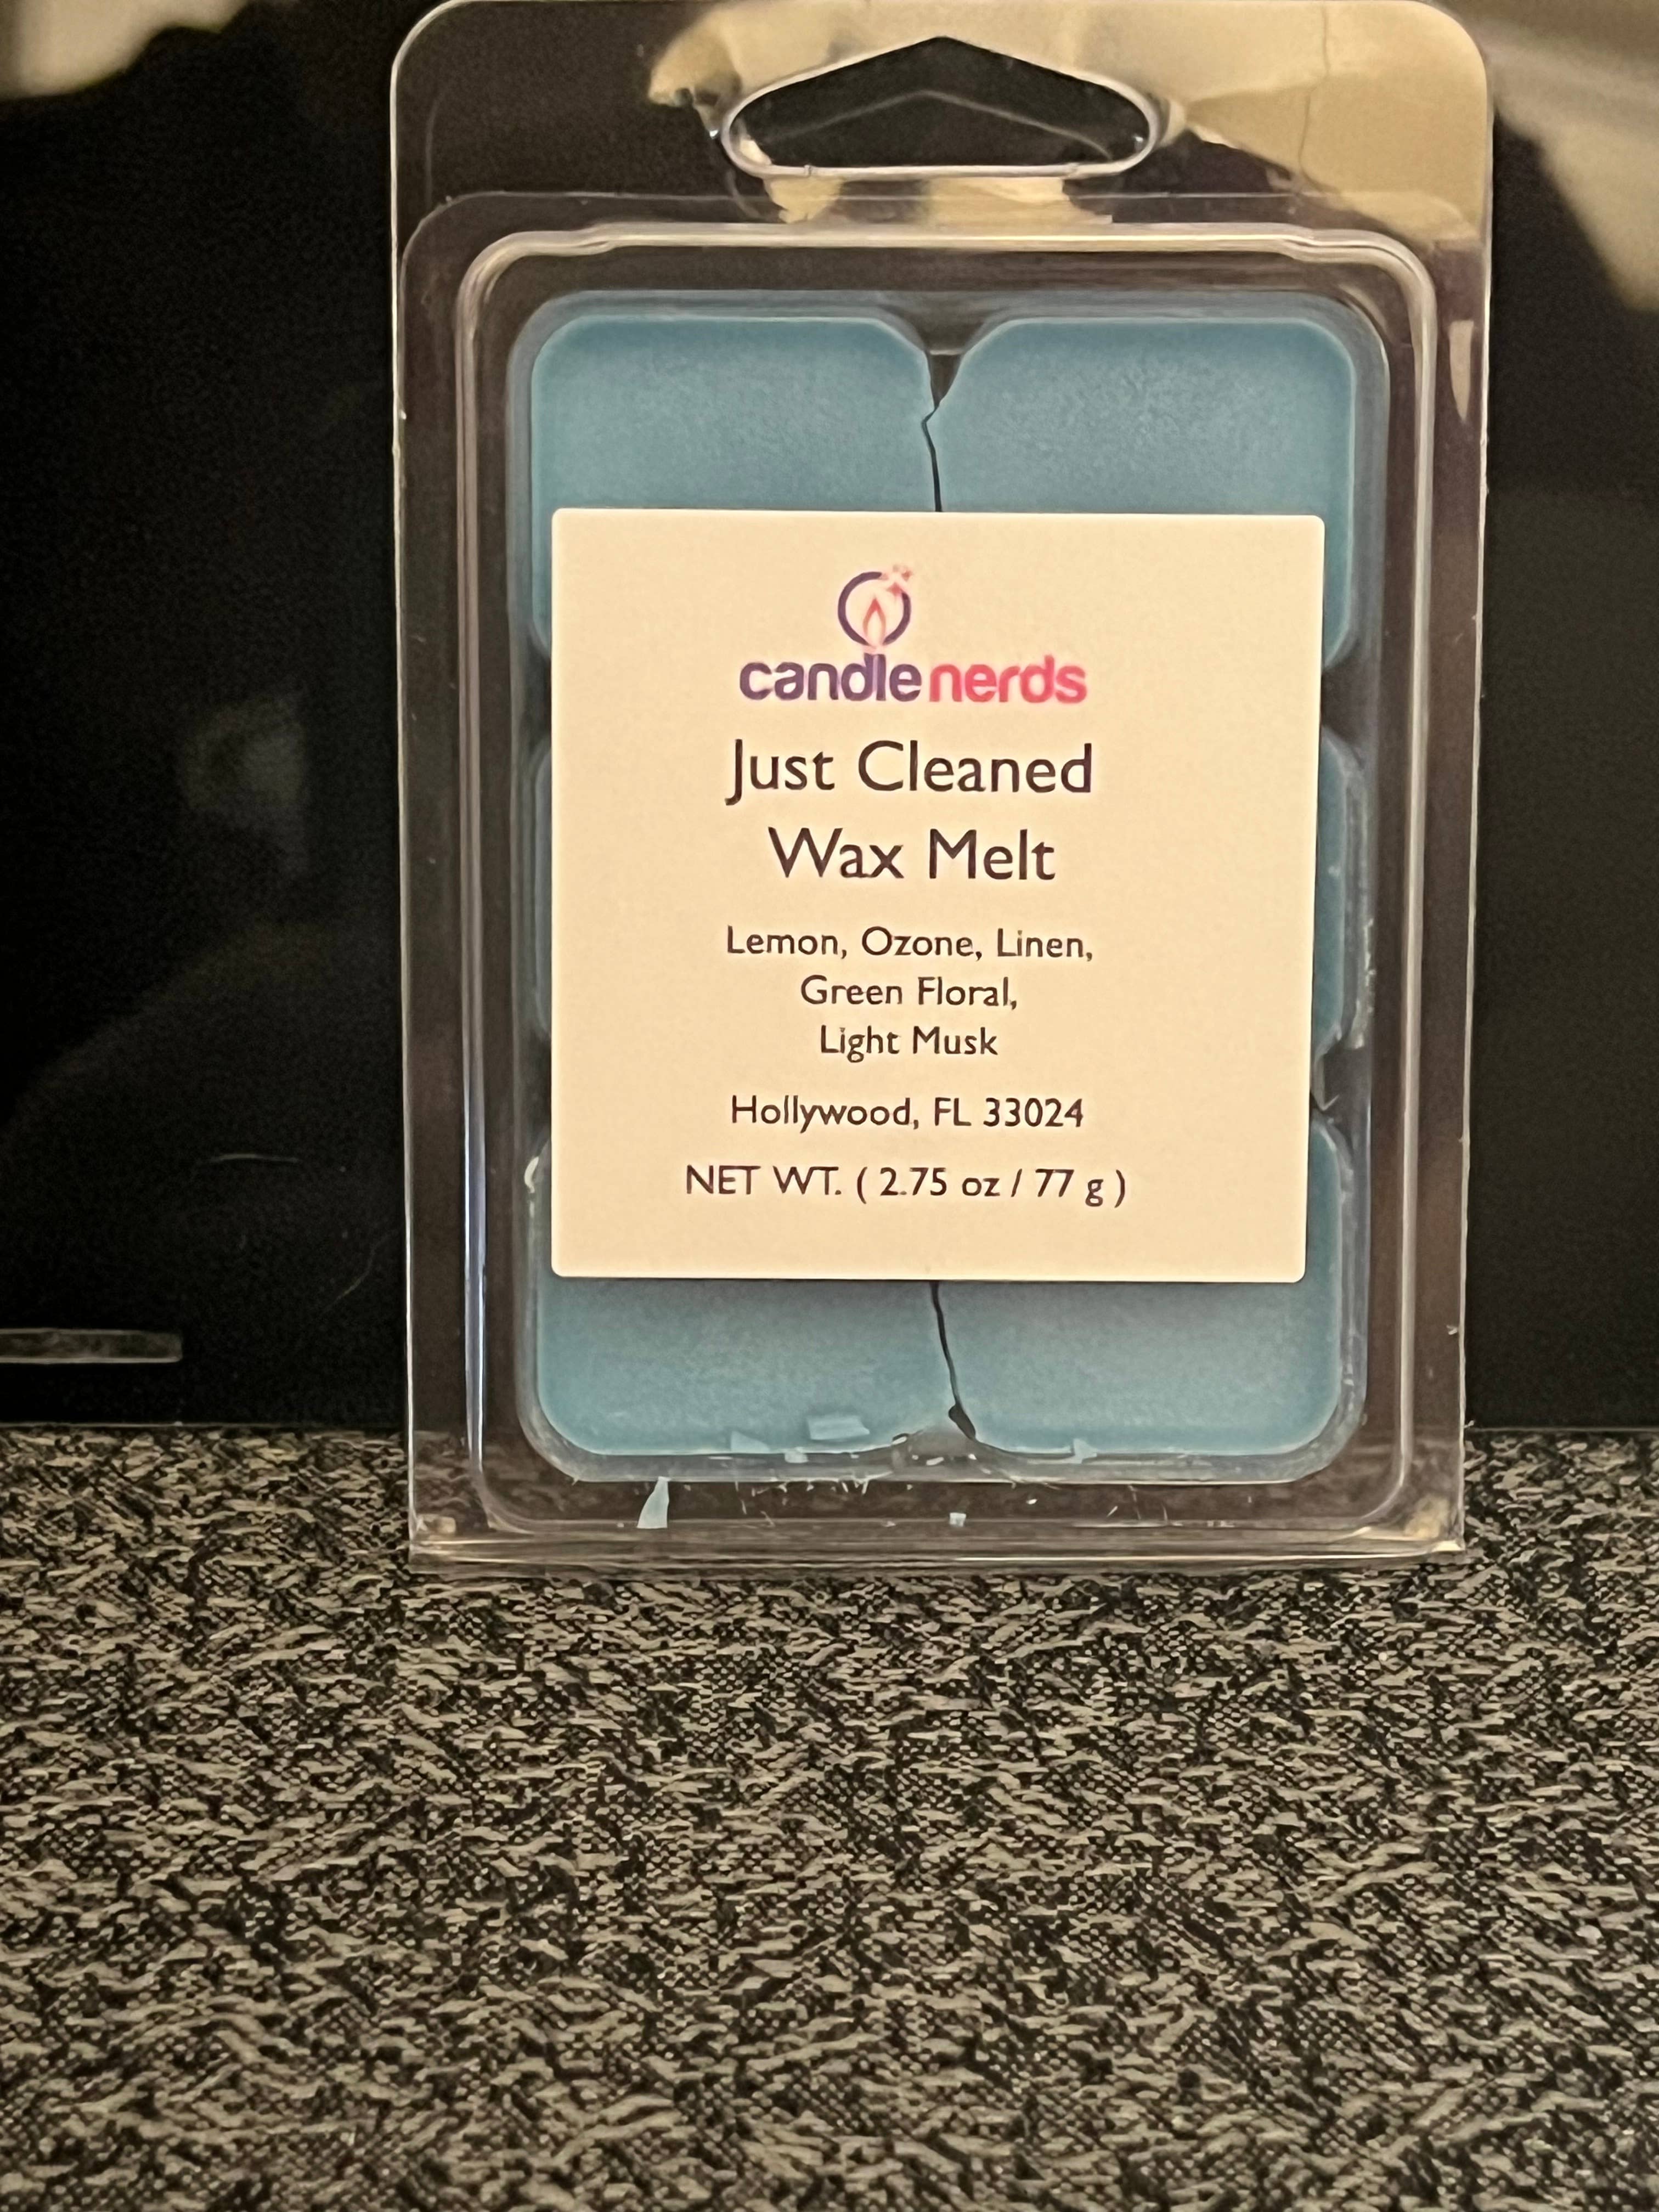 candle nerds
Just Cleaned
Wax Melt
Lemon, Ozone, Linen,
Green Floral,
Light Musk
Hollywood, FL 33024
NET WT. ( 2.75 oz / 77 g )